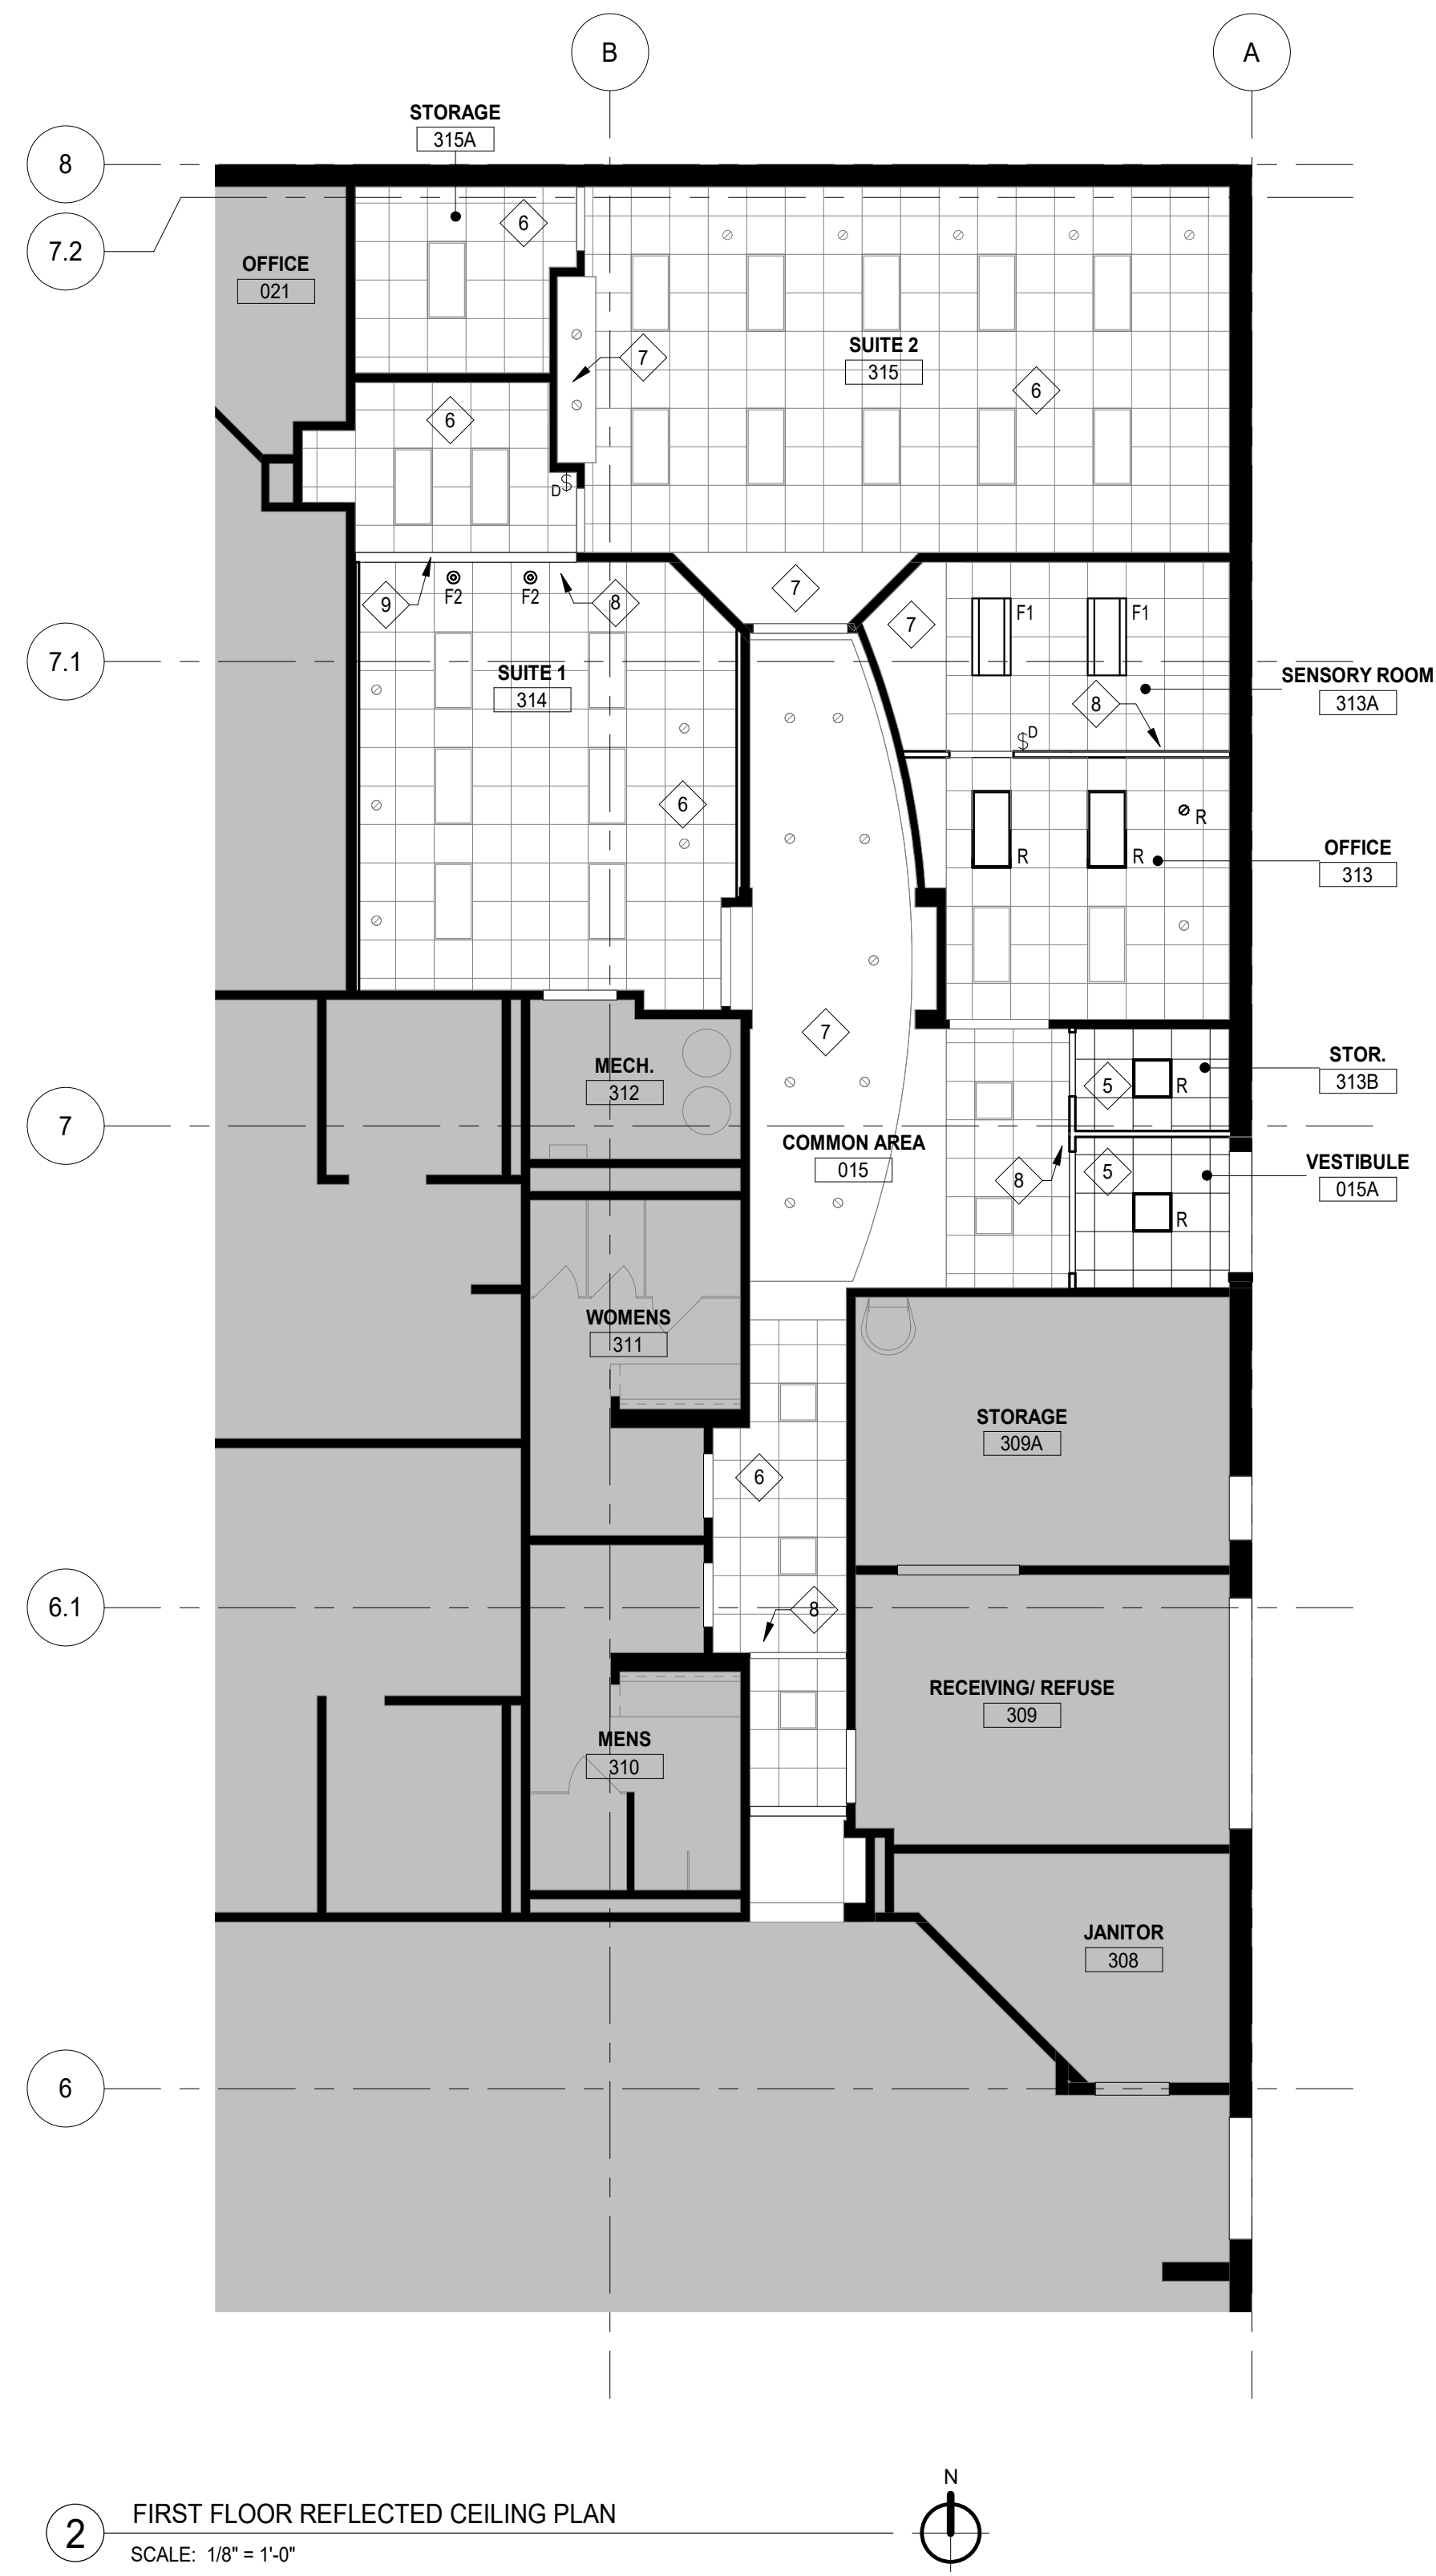 B
A
STORAGE
315A
8
7.2
6
OFFICE
021
7
SUITE 2
315
6
6
D $
9
F2
F2
8
7
7
F1
F1
7.1
SUITE 1
314
SENSORY ROOM
313A
8
$ D
6
R
OFFICE
313
R
R
7
MECH.
312
STOR.
313B
5
R
7
COMMON AREA
015
VESTIBULE
015A
8
5
R
WOMENS
311
STORAGE
309A
6
6.1
8
RECEIVING/ REFUSE
309
MENS
310
JANITOR
308
6
N
2
FIRST FLOOR REFLECTED CEILING PLAN
SCALE: 1/8" = 1'-0"